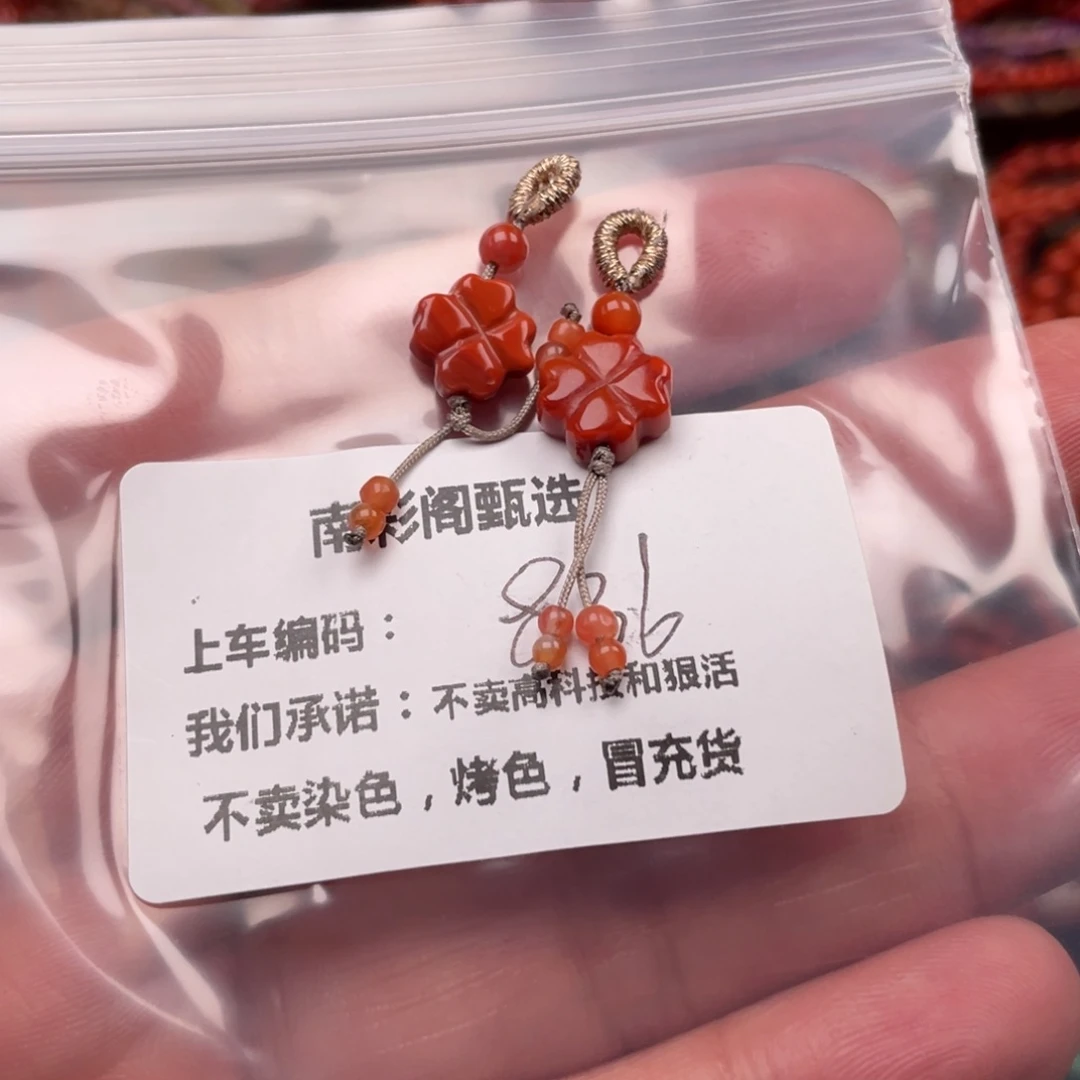 南彩阁甄选
上车编码：
我们承诺：不卖高科技和狠活
不卖染色，烤色，冒充货